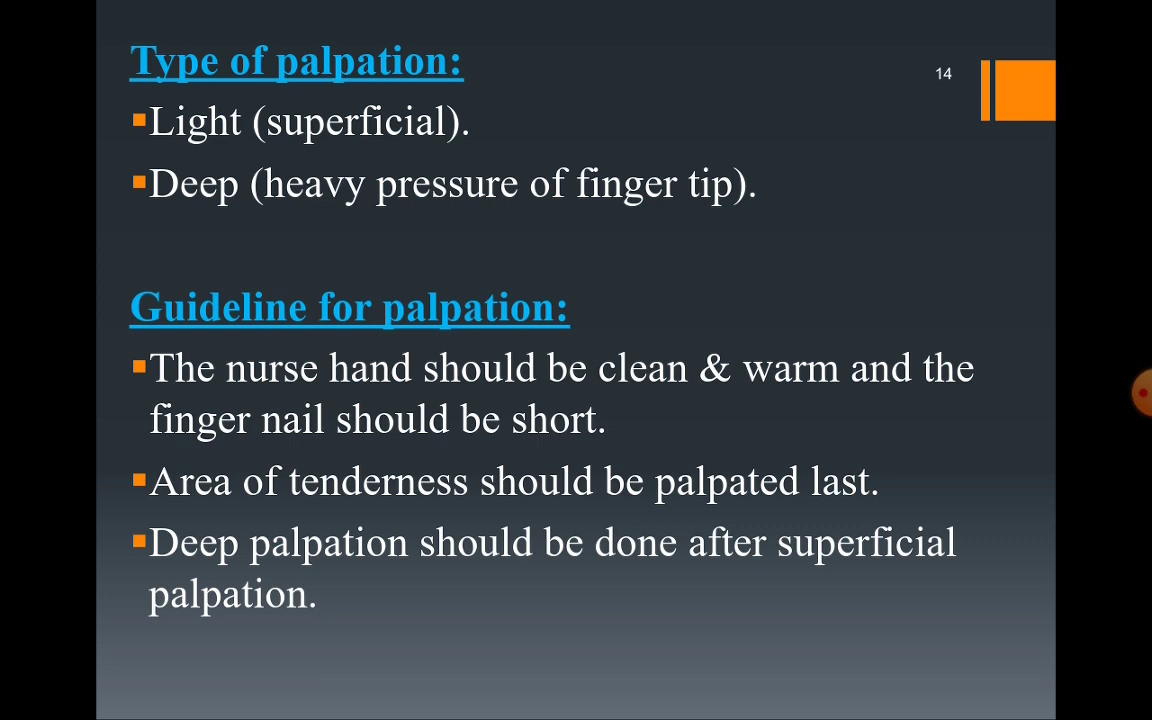 Type of palpation:
14
▪Light (superficial).
▪Deep (heavy pressure of finger tip).
Guideline for palpation:
▪The nurse hand should be clean & warm and the
finger nail should be short.
▪Area of tenderness should be palpated last.
▪Deep palpation should be done after superficial
palpation.